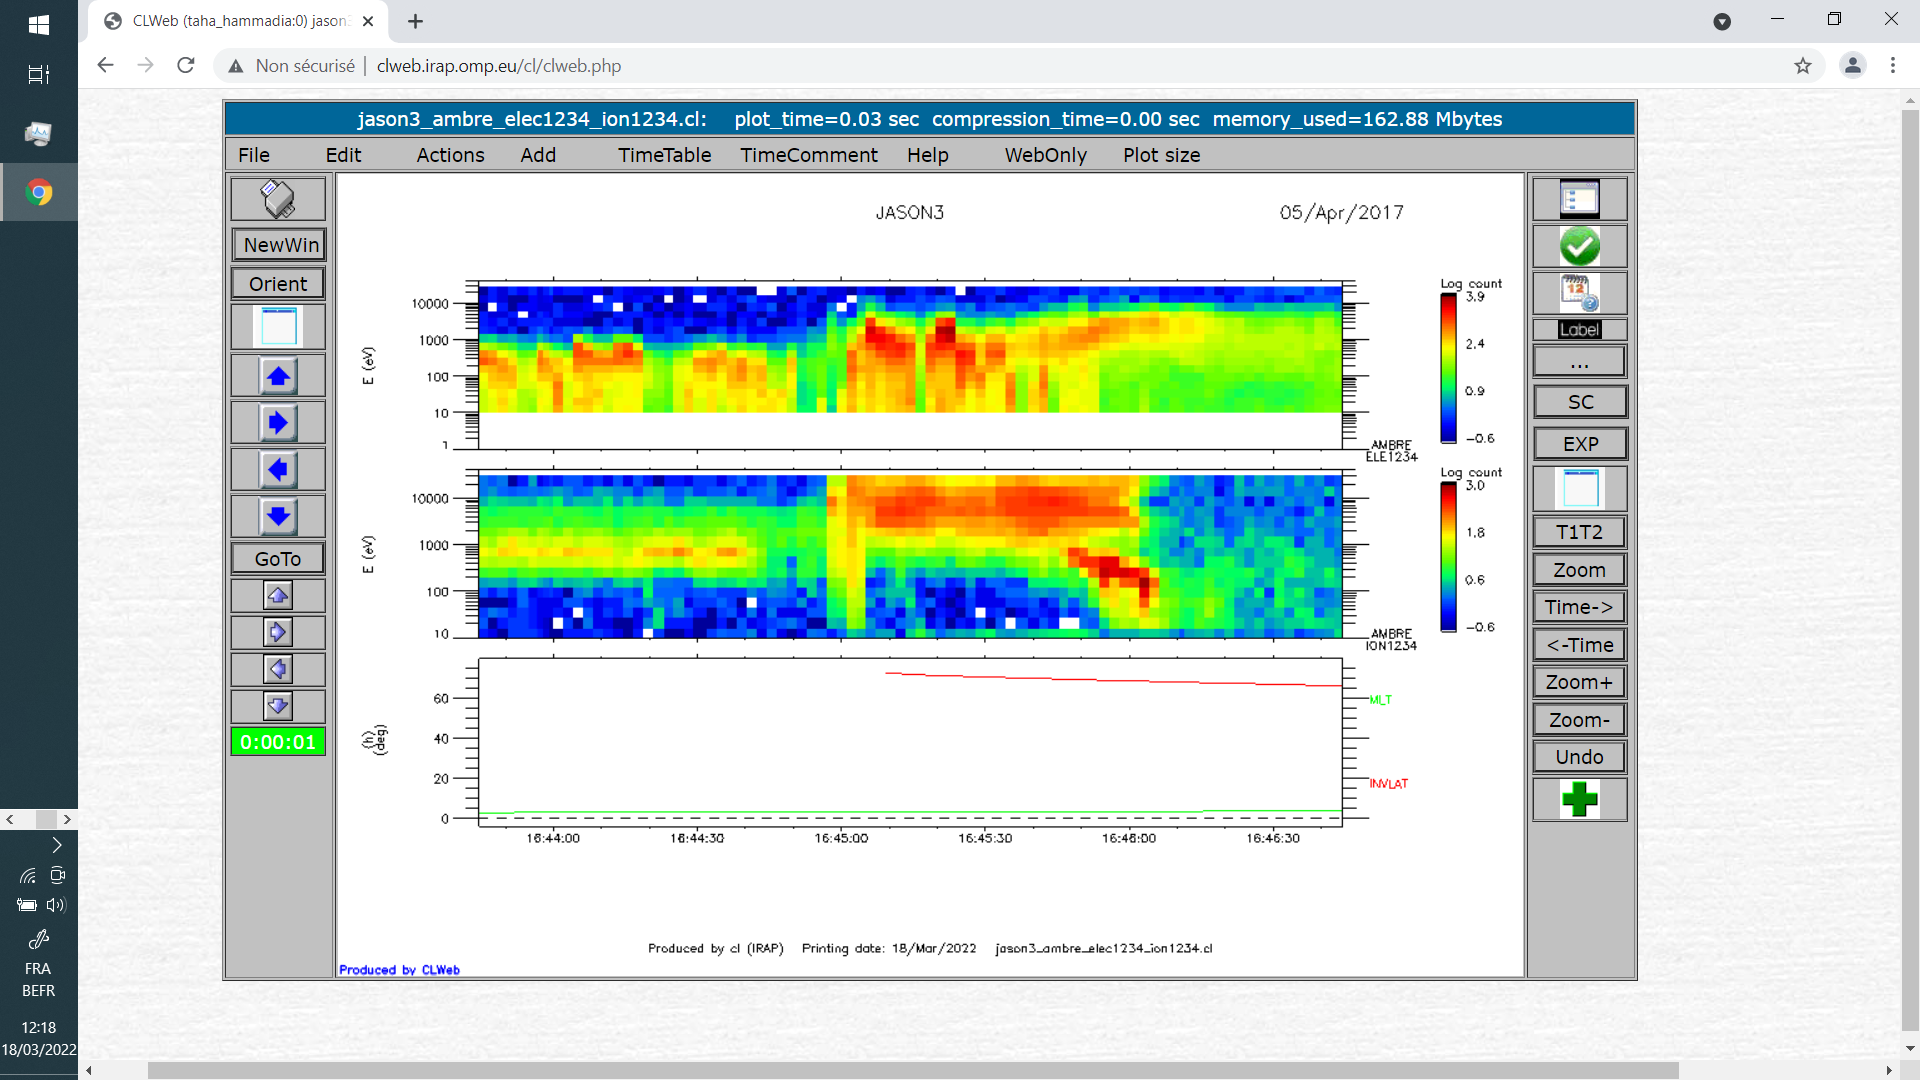 CLWeb (taha_hammadia:0) jason3
Non sécurisé | clweb.irap.omp.eu/cl/clweb.php
jason3_ambre_elec1234_ion1234.cl: plot_time=0.03 sec compression_time=0.00 sec memory_used=162.88 Mbytes
File Edit Actions Add TimeTable TimeComment Help WebOnly Plot size
NewWin
Orient
GoTo
0:00:01
JASON3 05/Apr/2017
E (eV)
10000
1000
100
10
1
AMBRE
ELE1234
Log count
3.9
2.4
0.9
-0.6
E (eV)
10000
1000
100
10
AMBRE
ION1234
Log count
3.0
1.8
0.6
-0.6
(h)
(deg)
60
40
20
0
MLT
INVLAT
16:44:00 16:44:30 16:45:00 16:45:30 16:46:00 16:46:30
Produced by cl (IRAP) Printing date: 18/Mar/2022 jason3_ambre_elec1234_ion1234.cl
Produced by CLWeb
12
Label
...
SC
EXP
T1T2
Zoom
Time->
<-Time
Zoom+
Zoom-
Undo
FRA
BEFR
12:18
18/03/2022